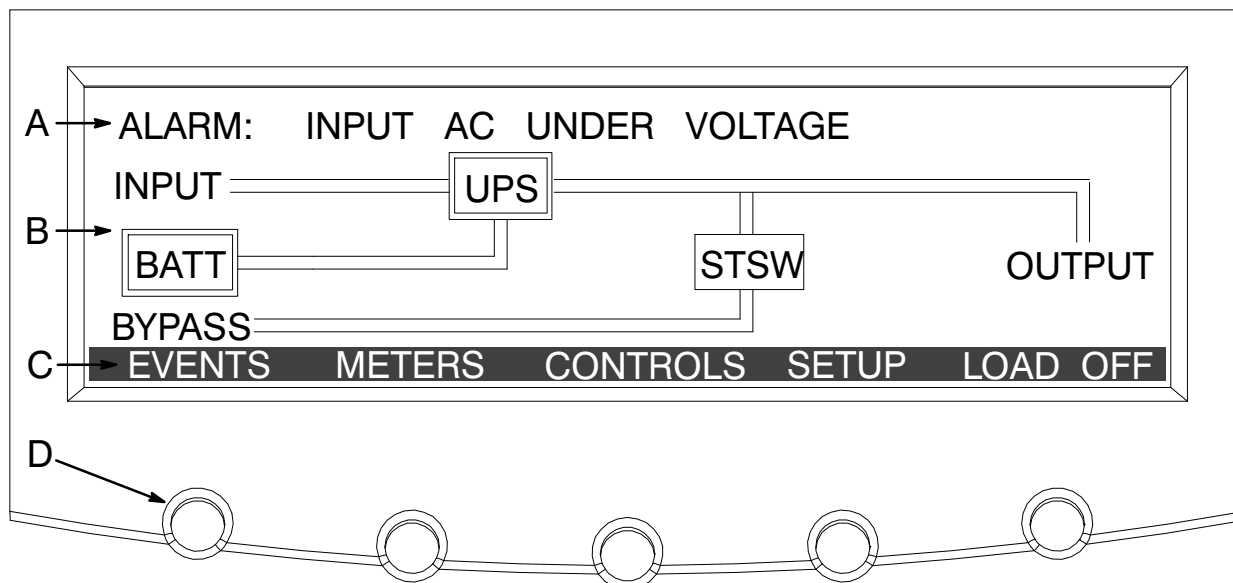 A ALARM: INPUT AC UNDER VOLTAGE
INPUT UPS
B
BATT STSW OUTPUT
BYPASS
C EVENTS METERS CONTROLS SETUP LOAD OFF
D